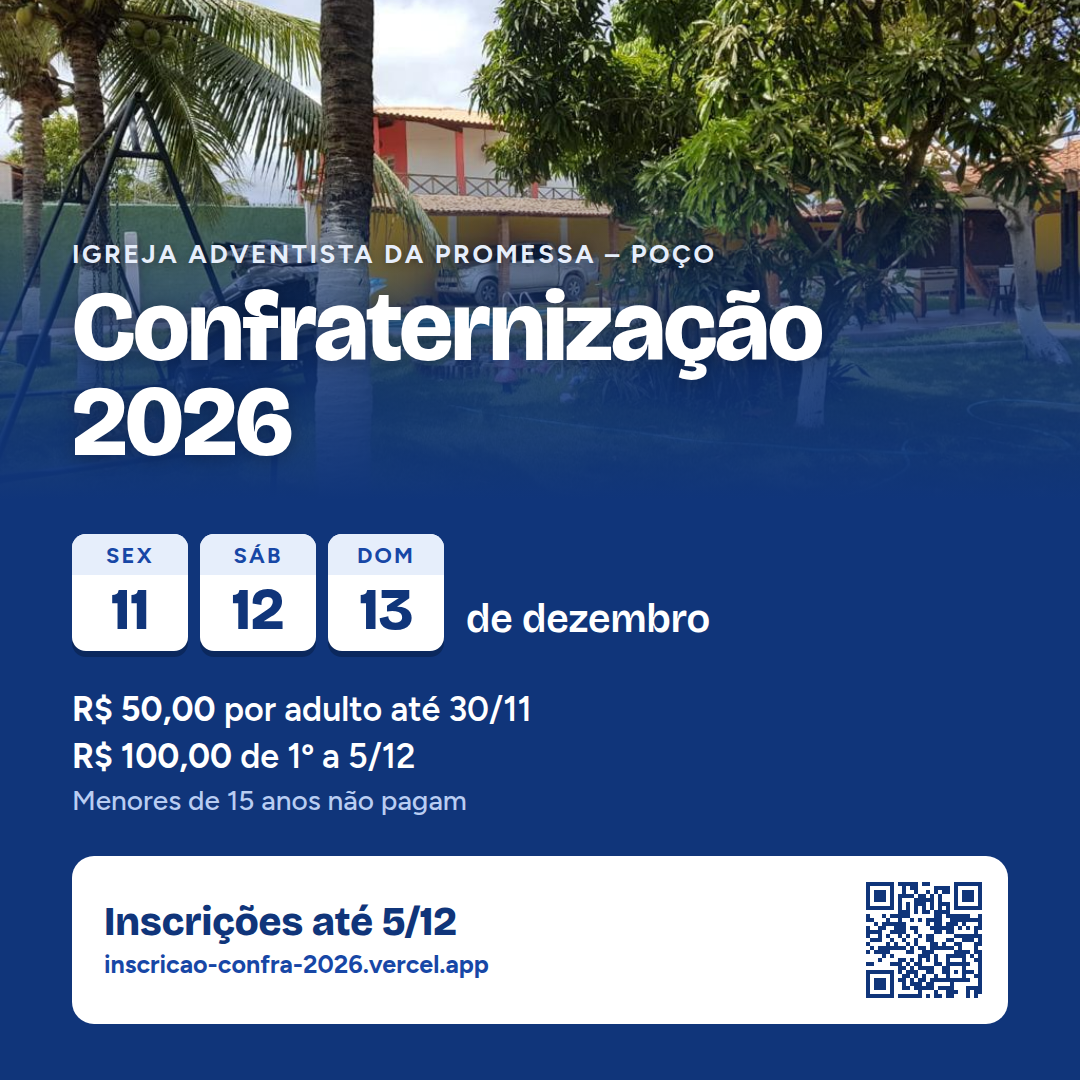 IGREJA ADVENTISTA DA PROMESSA – POÇO
Confraternização
2026
SEX
11
SÁB
12
DOM
13
de dezembro
R$ 50,00 por adulto até 30/11
R$ 100,00 de 1º a 5/12
Menores de 15 anos não pagam
Inscrições até 5/12
inscricao-confra-2026.vercel.app